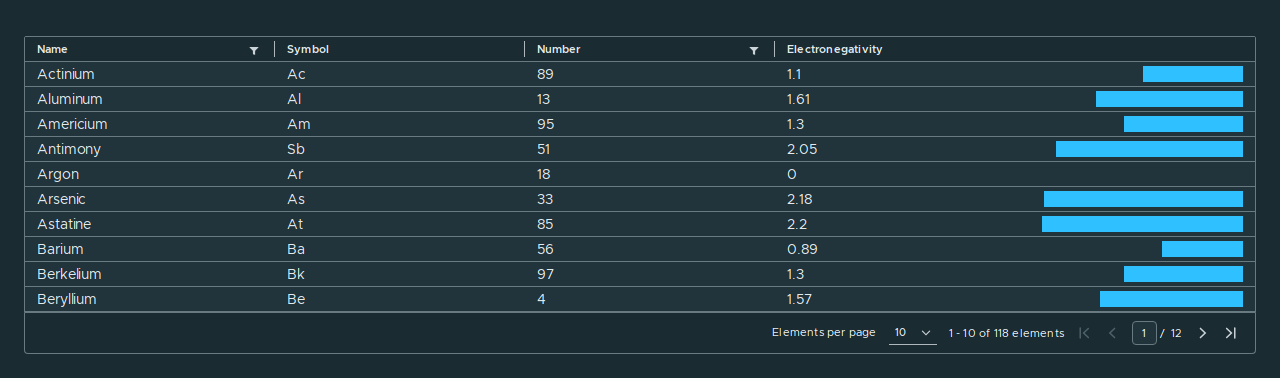 Name Symbol Number Electronegativity
Actinium Ac 89 1.1
Aluminum Al 13 1.61
Americium Am 95 1.3
Antimony Sb 51 2.05
Argon Ar 18 0
Arsenic As 33 2.18
Astatine At 85 2.2
Barium Ba 56 0.89
Berkelium Bk 97 1.3
Beryllium Be 4 1.57
Elements per page 10 1 - 10 of 118 elements 1 / 12